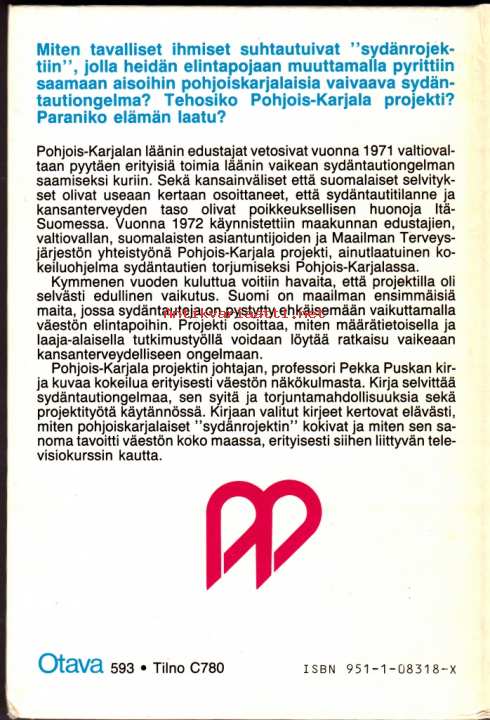 Miten tavalliset ihmiset suhtautuivat "sydänrojek-
tiin", jolla heidän elintapojaan muuttamalla pyrittiin
saamaan aisoihin pohjoiskarjalaisia vaivaava sydän-
tautiongelma? Tehosiko Pohjois-Karjala projekti?
Paraniko elämän laatu?
Pohjois-Karjalan läänin edustajat vetosivat vuonna 1971 valtioval-
taan pyytäen erityisiä toimia läänin vaikean sydäntautiongelman
saamiseksi kuriin. Sekä kansainväliset että suomalaiset selvityk-
set olivat useaan kertaan osoittaneet, että sydäntautitilanne ja
kansanterveyden taso olivat poikkeuksellisen huonoja Itä-
Suomessa. Vuonna 1972 käynnistettiin maakunnan edustajien,
valtiovallan, suomalaisten asiantuntijoiden ja Maailman Terveys-
järjestön yhteistyönä Pohjois-Karjala projekti, ainutlaatuinen ko-
keiluohjelma sydäntautien torjumiseksi Pohjois-Karjalassa.
Kymmenen vuoden kuluttua voitiin havaita, että projektilla oli
selvästi edullinen vaikutus. Suomi on maailman ensimmäisiä
maita, jossa sydäntauteja on pystytty ehkäisemään vaikuttamalla
Antikvariaatti.net
väestön elintapoihin. Projekti osoittaa, miten määrätietoisella ja
laaja-alaisella tutkimustyöllä voidaan löytää ratkaisu vaikeaan
kansanterveydelliseen ongelmaan.
Pohjois-Karjala projektin johtajan, professori Pekka Puskan kir-
ja kuvaa kokeilua erityisesti väestön näkökulmasta. Kirja selvittää
sydäntautiongelmaa, sen syitä ja torjuntamahdollisuuksia sekä
projektityötä käytännössä. Kirjaan valitut kirjeet kertovat elävästi,
miten pohjoiskarjalaiset "sydänrojektin" kokivat ja miten sen sa-
noma tavoitti väestön koko maassa, erityisesti siihen liittyvän tele-
visiokurssin kautta.
Otava 593 • Tilno C780
ISBN 951-1-08318-X